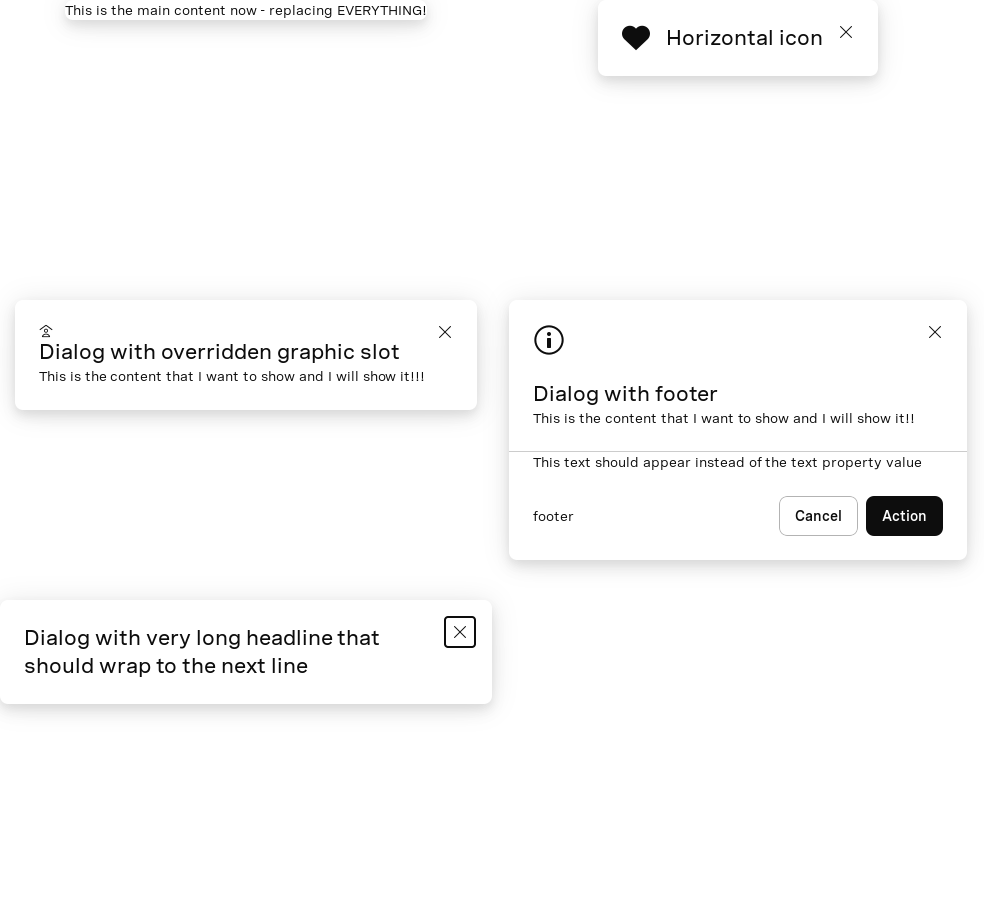 This is the main content now - replacing EVERYTHING!
Horizontal icon
Dialog with overridden graphic slot
This is the content that I want to show and I will show it!!!
Dialog with footer
This is the content that I want to show and I will show it!!
This text should appear instead of the text property value
footer
Cancel
Action
Dialog with very long headline that
should wrap to the next line